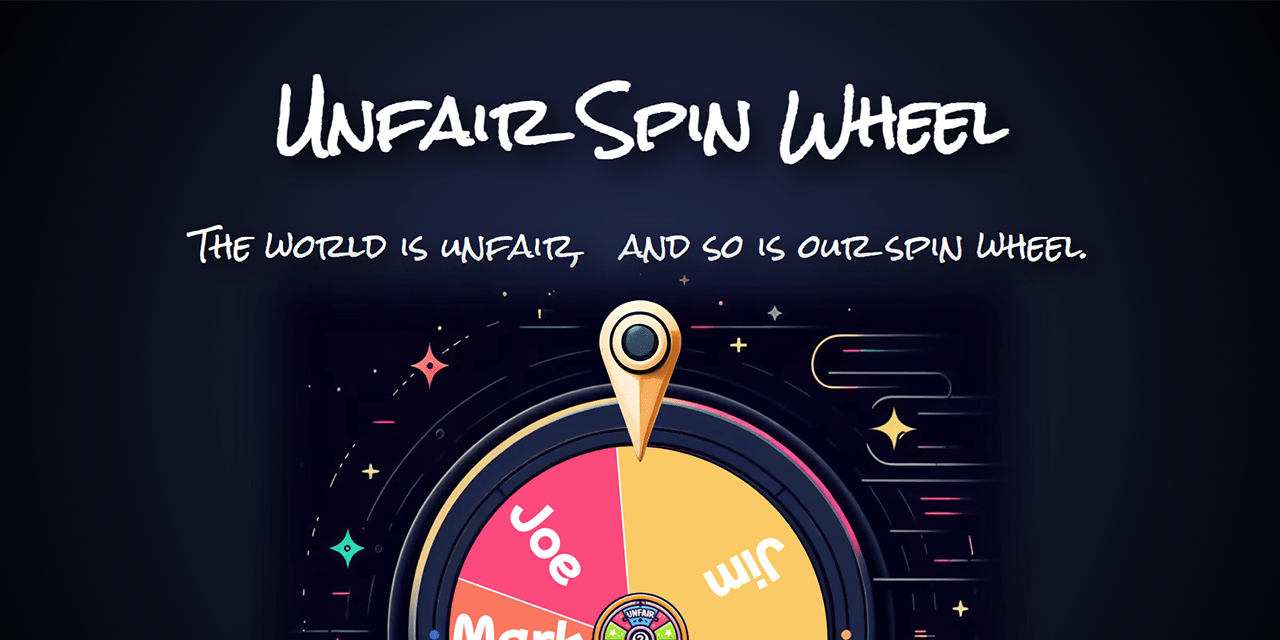 Unfair Spin Wheel
The world is unfair, and so is our spin wheel.
Joe
Jim
Mark
UNFAIR